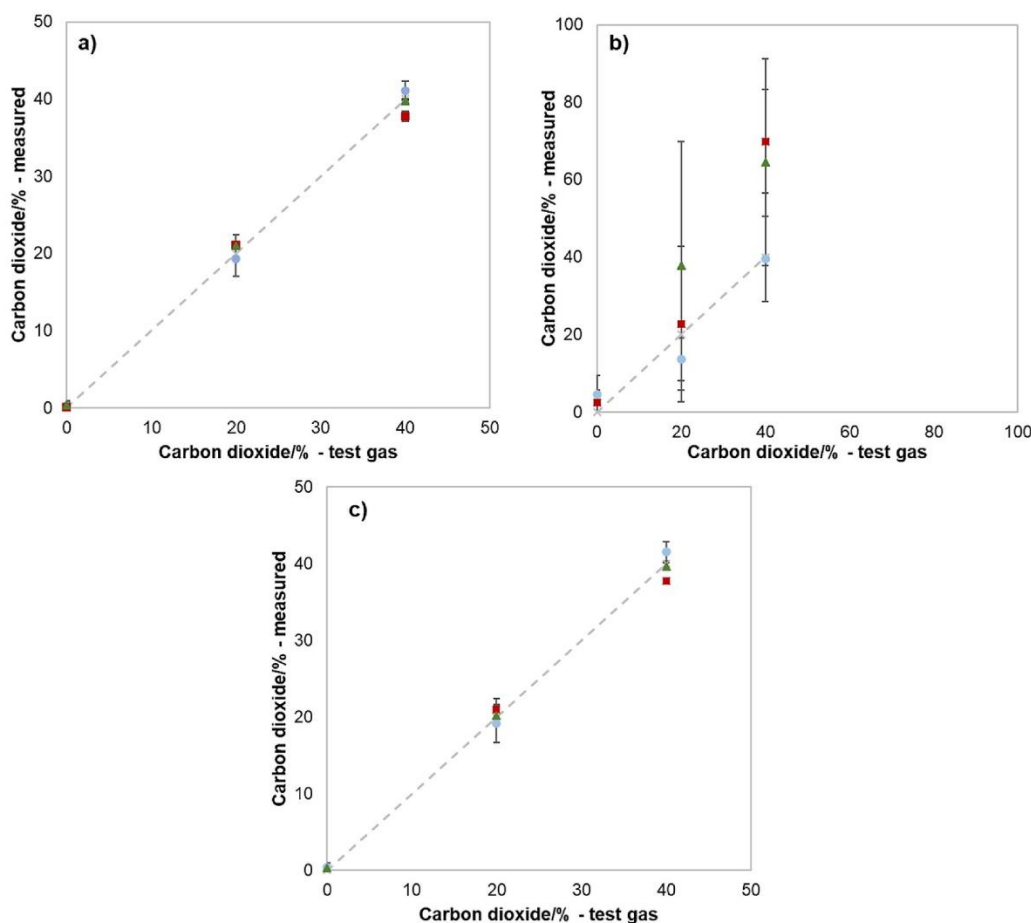 a)
50
40
30
20
10
0
Carbon dioxide/% - measured
0 10 20 30 40 50
Carbon dioxide/% - test gas
b)
100
80
60
40
20
0
Carbon dioxide/% - measured
0 20 40 60 80 100
Carbon dioxide/% - test gas
c)
50
40
30
20
10
0
Carbon dioxide/% - measured
0 10 20 30 40 50
Carbon dioxide/% - test gas